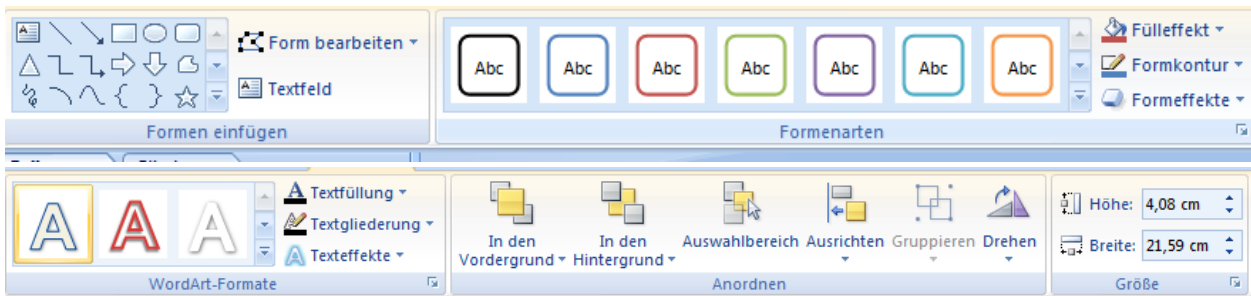 Form bearbeiten
Textfeld
Formen einfügen
Abc Abc Abc Abc Abc Abc Abc
Fülleffekt
Formkontur
Formeffekte
Formenarten
A A A
Textfüllung
Textgliederung
Texteffekte
WordArt-Formate
In den Vordergrund
In den Hintergrund
Auswahlbereich
Ausrichten
Gruppieren
Drehen
Anordnen
Höhe: 4,08 cm
Breite: 21,59 cm
Größe